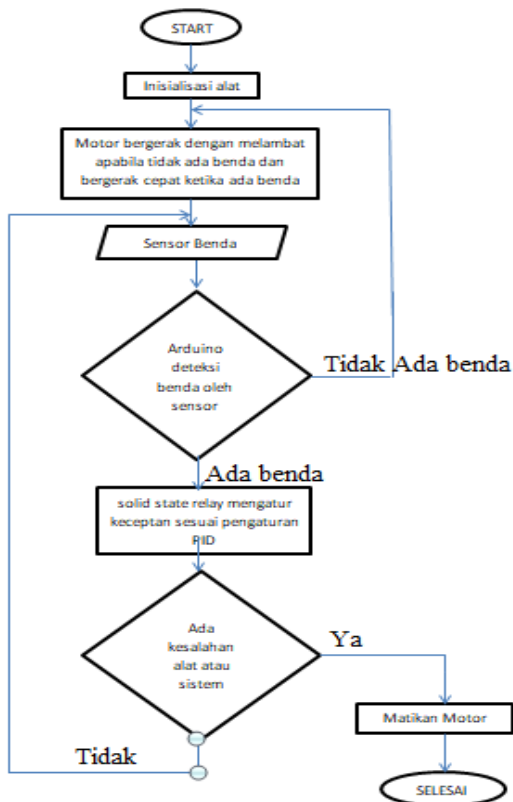 START
Inisialisasi alat
Motor bergerak dengan melambat
apabila tidak ada benda dan
bergerak cepat ketika ada benda
Sensor Benda
Arduino
deteksi
benda oleh
sensor
Tidak Ada benda
Ada benda
solid state relay mengatur
keceptan sesuai pengaturan
PID
Ada
kesalahan
alat atau
sistem
Ya
Tidak
Matikan Motor
SELESAI